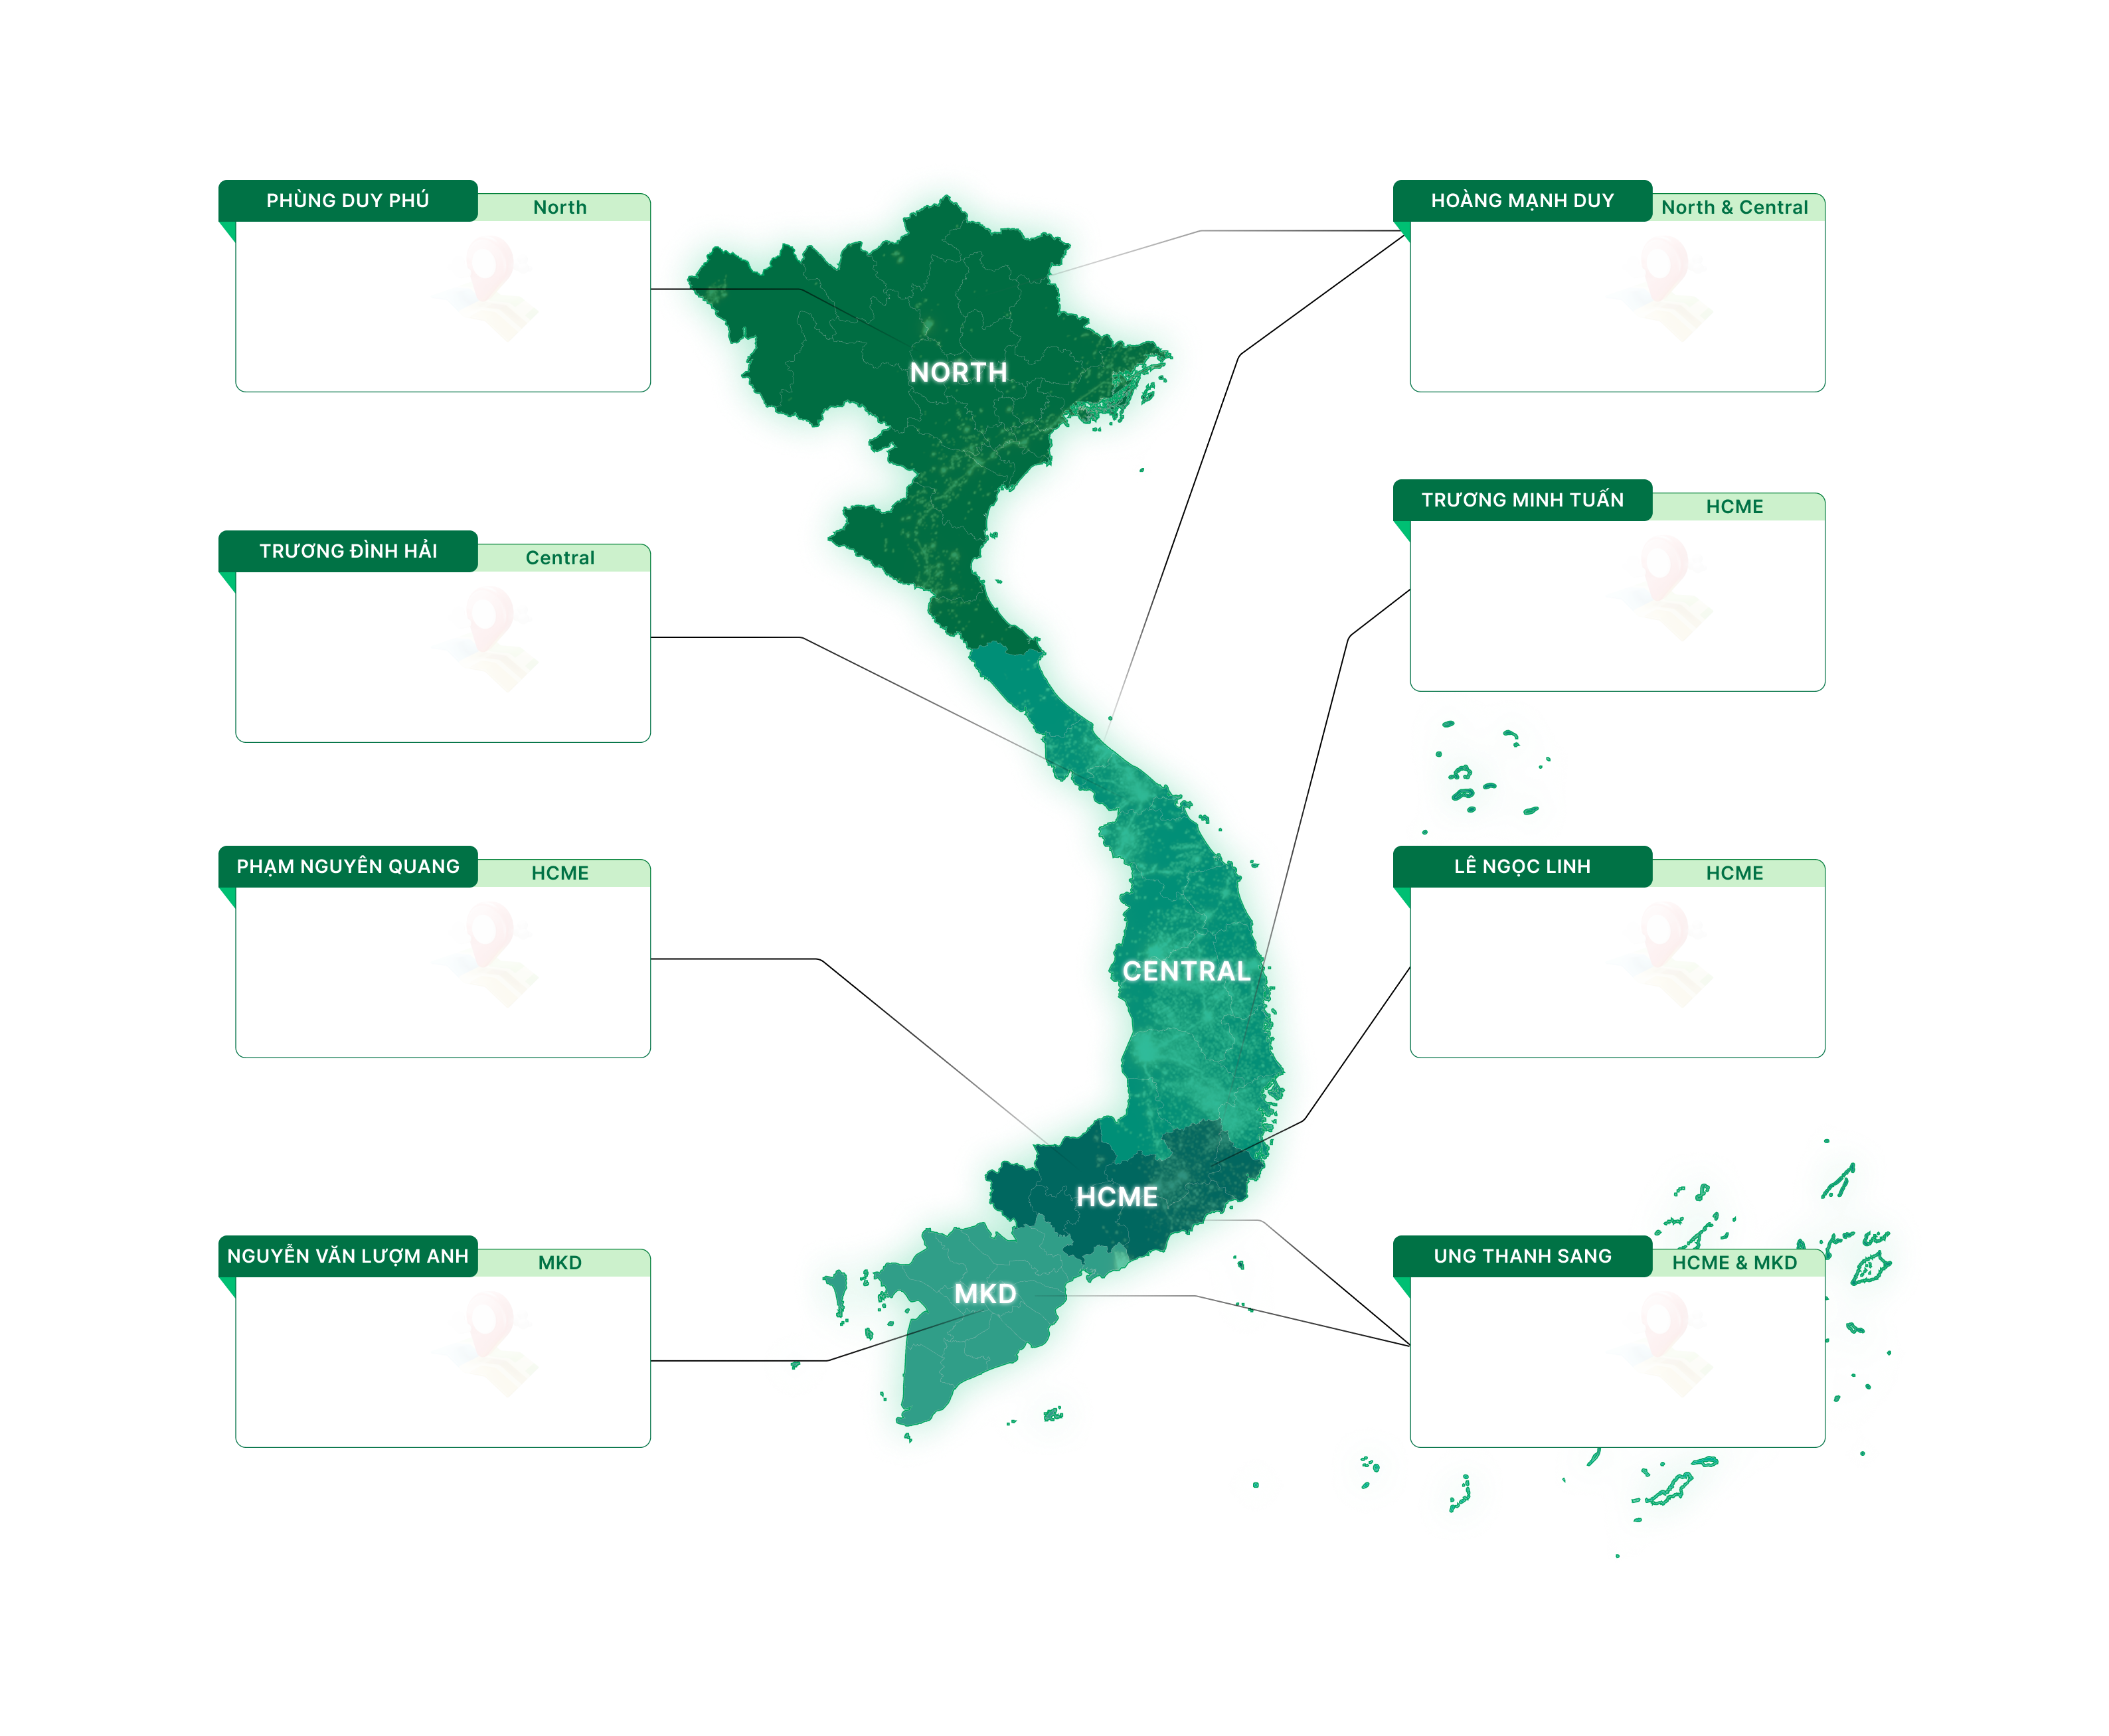 PHÙNG DUY PHÚ
North
HOÀNG MẠNH DUY
North & Central
NORTH
TRƯƠNG MINH TUẤN
HCME
TRƯƠNG ĐÌNH HẢI
Central
PHẠM NGUYÊN QUANG
HCME
LÊ NGỌC LINH
HCME
CENTRAL
HCME
NGUYỄN VĂN LƯỢM ANH
MKD
MKD
UNG THANH SANG
HCME & MKD